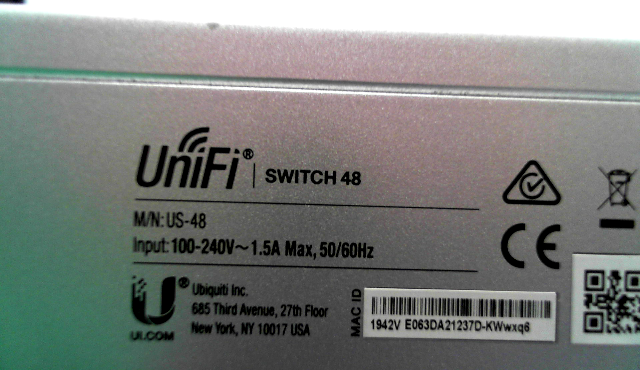 UniFi® | SWITCH 48
M/N: US-48
Input: 100-240V~1.5A Max, 50/60Hz
CE
U® Ubiquiti Inc.
685 Third Avenue, 27th Floor
New York, NY 10017 USA
UI.COM
MAC ID
1942V E063DA21237D-KWwxq6